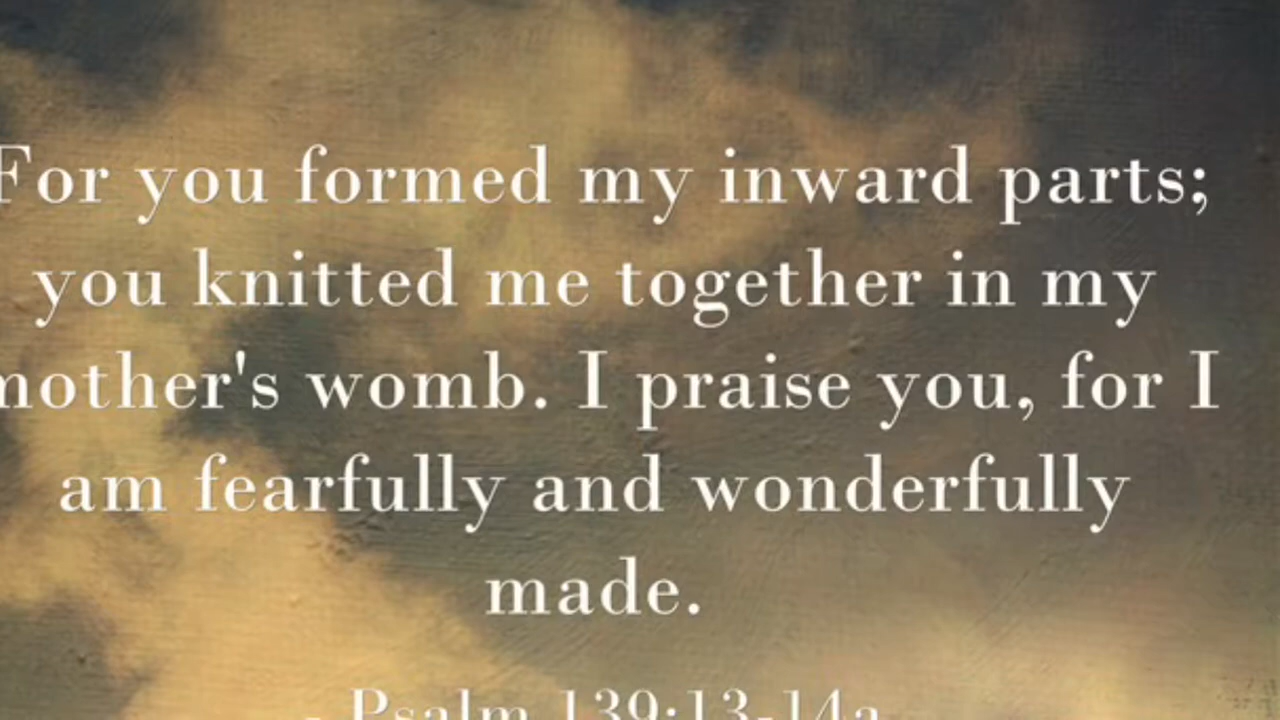 For you formed my inward parts;
you knitted me together in my
mother's womb. I praise you, for I
am fearfully and wonderfully
made.
- Psalm 139:13-14a